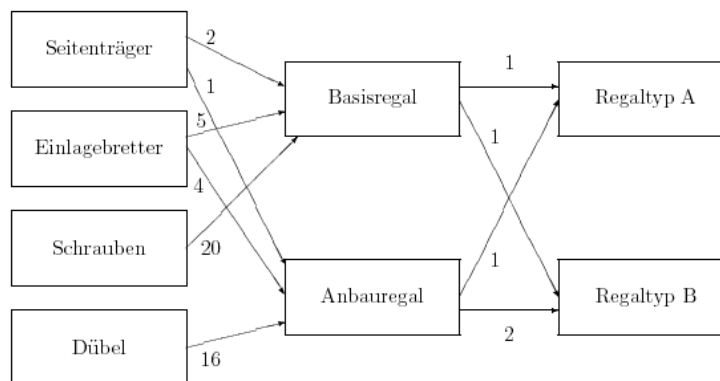 Seitenträger
2
1
Basisregal
1
Regaltyp A
Einlagebretter
5
4
1
Schrauben
20
Anbauregal
1
2
Regaltyp B
Dübel
16